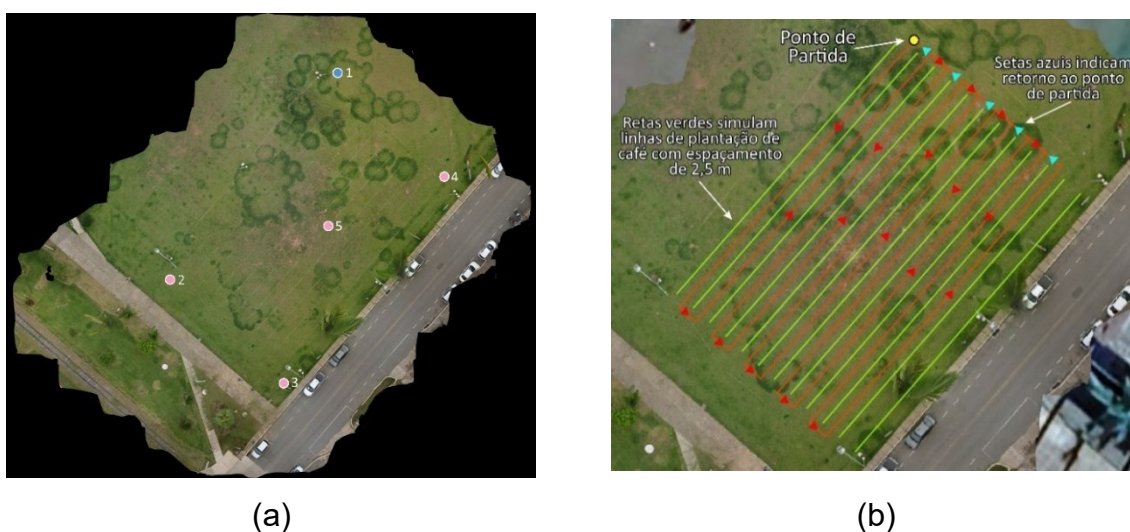 1
4
5
2
3
(a)
Ponto de
Partida
Setas azuis indicam
retorno ao ponto
de partida
Retas verdes simulam
linhas de plantação de
café com espaçamento
de 2,5 m
(b)